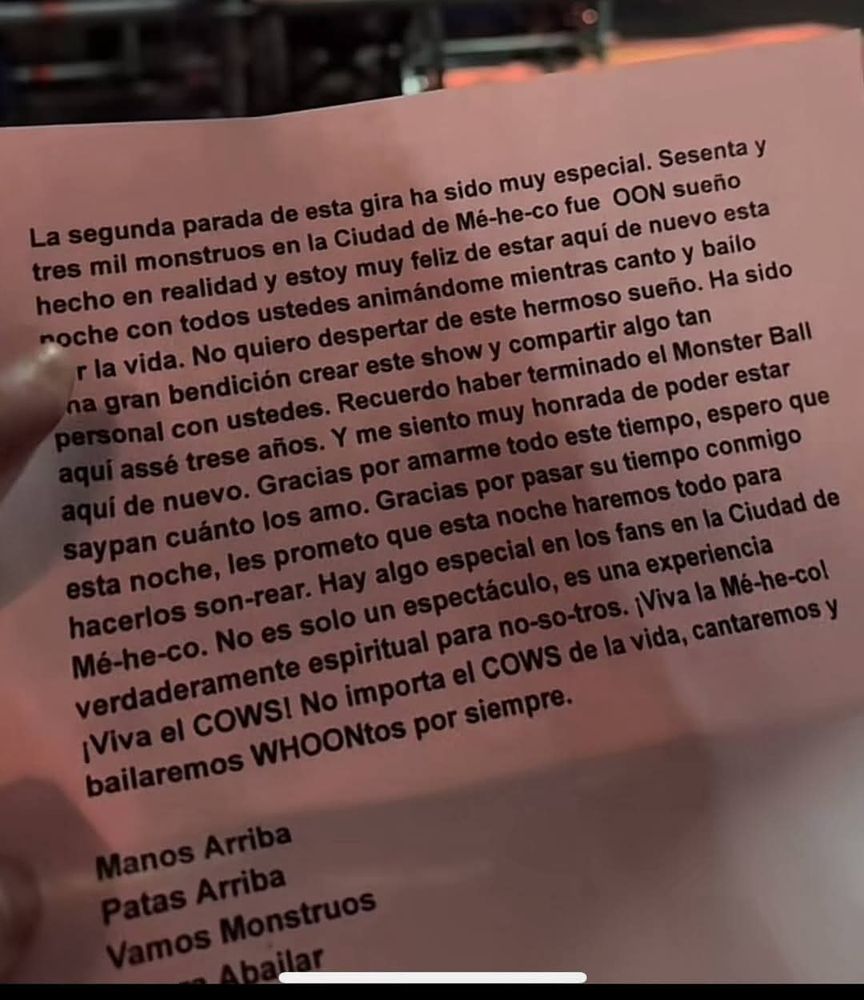 La segunda parada de esta gira ha sido muy especial. Sesenta y
tres mil monstruos en la Ciudad de Mé-he-co fue OON sueño
hecho en realidad y estoy muy feliz de estar aquí de nuevo esta
noche con todos ustedes animándome mientras canto y bailo
r la vida. No quiero despertar de este hermoso sueño. Ha sido
na gran bendición crear este show y compartir algo tan
personal con ustedes. Recuerdo haber terminado el Monster Ball
aquí assé trese años. Y me siento muy honrada de poder estar
aquí de nuevo. Gracias por amarme todo este tiempo, espero que
saypan cuánto los amo. Gracias por pasar su tiempo conmigo
esta noche, les prometo que esta noche haremos todo para
hacerlos son-rear. Hay algo especial en los fans en la Ciudad de
Mé-he-co. No es solo un espectáculo, es una experiencia
verdaderamente espiritual para no-so-tros. ¡Viva la Mé-he-co!
¡Viva el COWS! No importa el COWS de la vida, cantaremos y
bailaremos WHOONtos por siempre.
Manos Arriba
Patas Arriba
Vamos Monstruos
Abailar